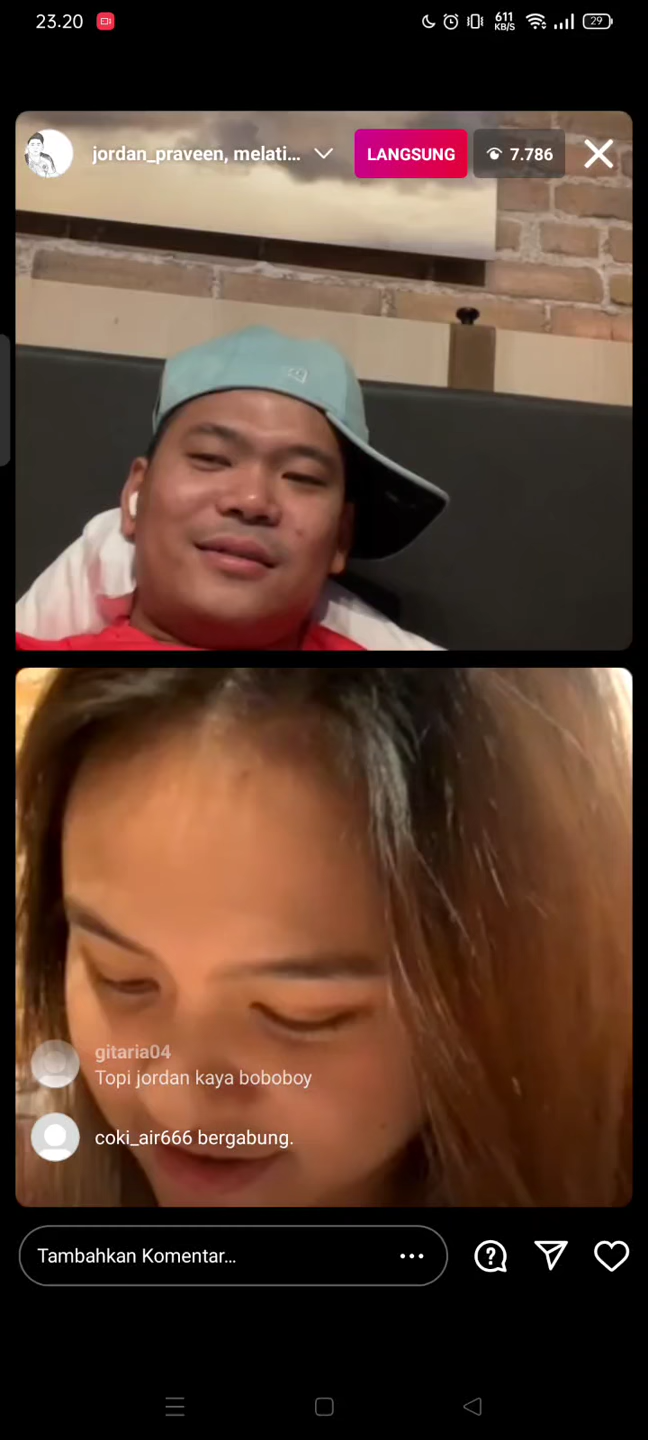 23.20
611
KB/S
29
jordan_praveen, melati...
LANGSUNG
7.786
gitaria04
Topi jordan kaya boboboy
coki_air666 bergabung.
Tambahkan Komentar...